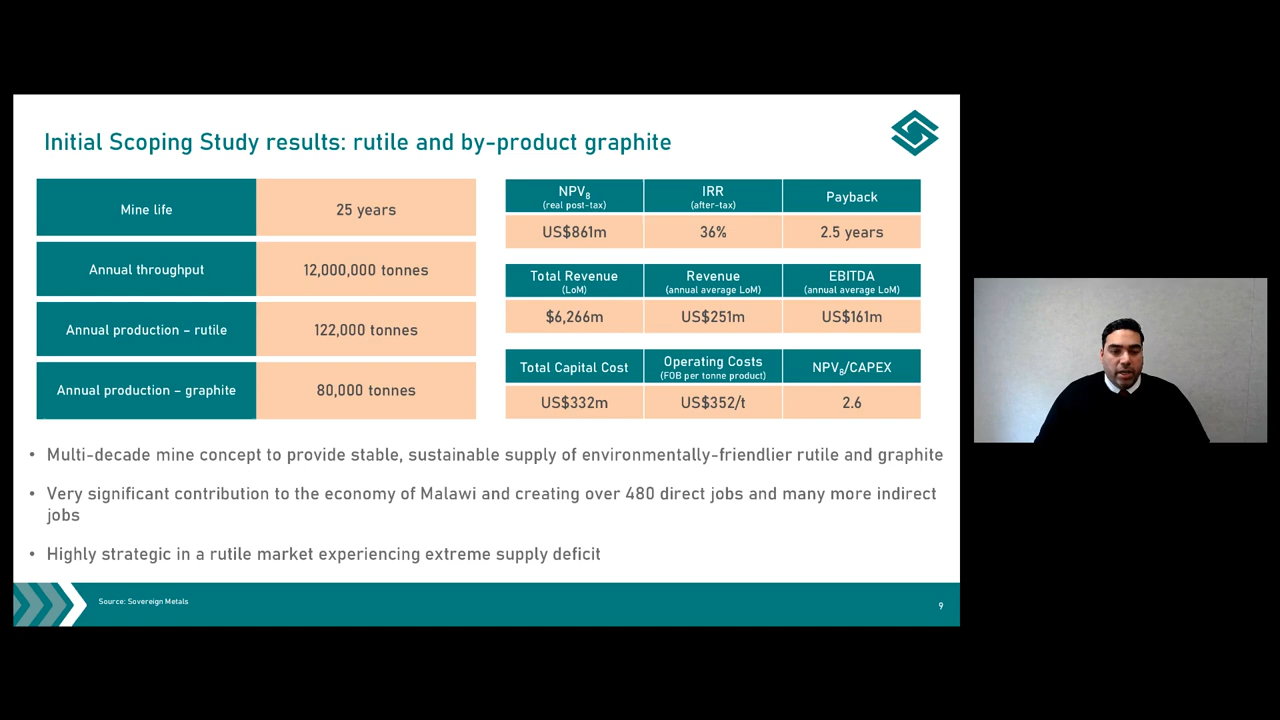 Initial Scoping Study results: rutile and by-product graphite
Mine life
25 years
Annual throughput
12,000,000 tonnes
Annual production – rutile
122,000 tonnes
Annual production – graphite
80,000 tonnes
NPV₈
(real post-tax)
IRR
(after-tax)
Payback
US$861m
36%
2.5 years
Total Revenue
(LoM)
Revenue
(annual average LoM)
EBITDA
(annual average LoM)
$6,266m
US$251m
US$161m
Total Capital Cost
Operating Costs
(FOB per tonne product)
NPV₈/CAPEX
US$332m
US$352/t
2.6
• Multi-decade mine concept to provide stable, sustainable supply of environmentally-friendlier rutile and graphite
• Very significant contribution to the economy of Malawi and creating over 480 direct jobs and many more indirect
jobs
• Highly strategic in a rutile market experiencing extreme supply deficit
Source: Sovereign Metals
9